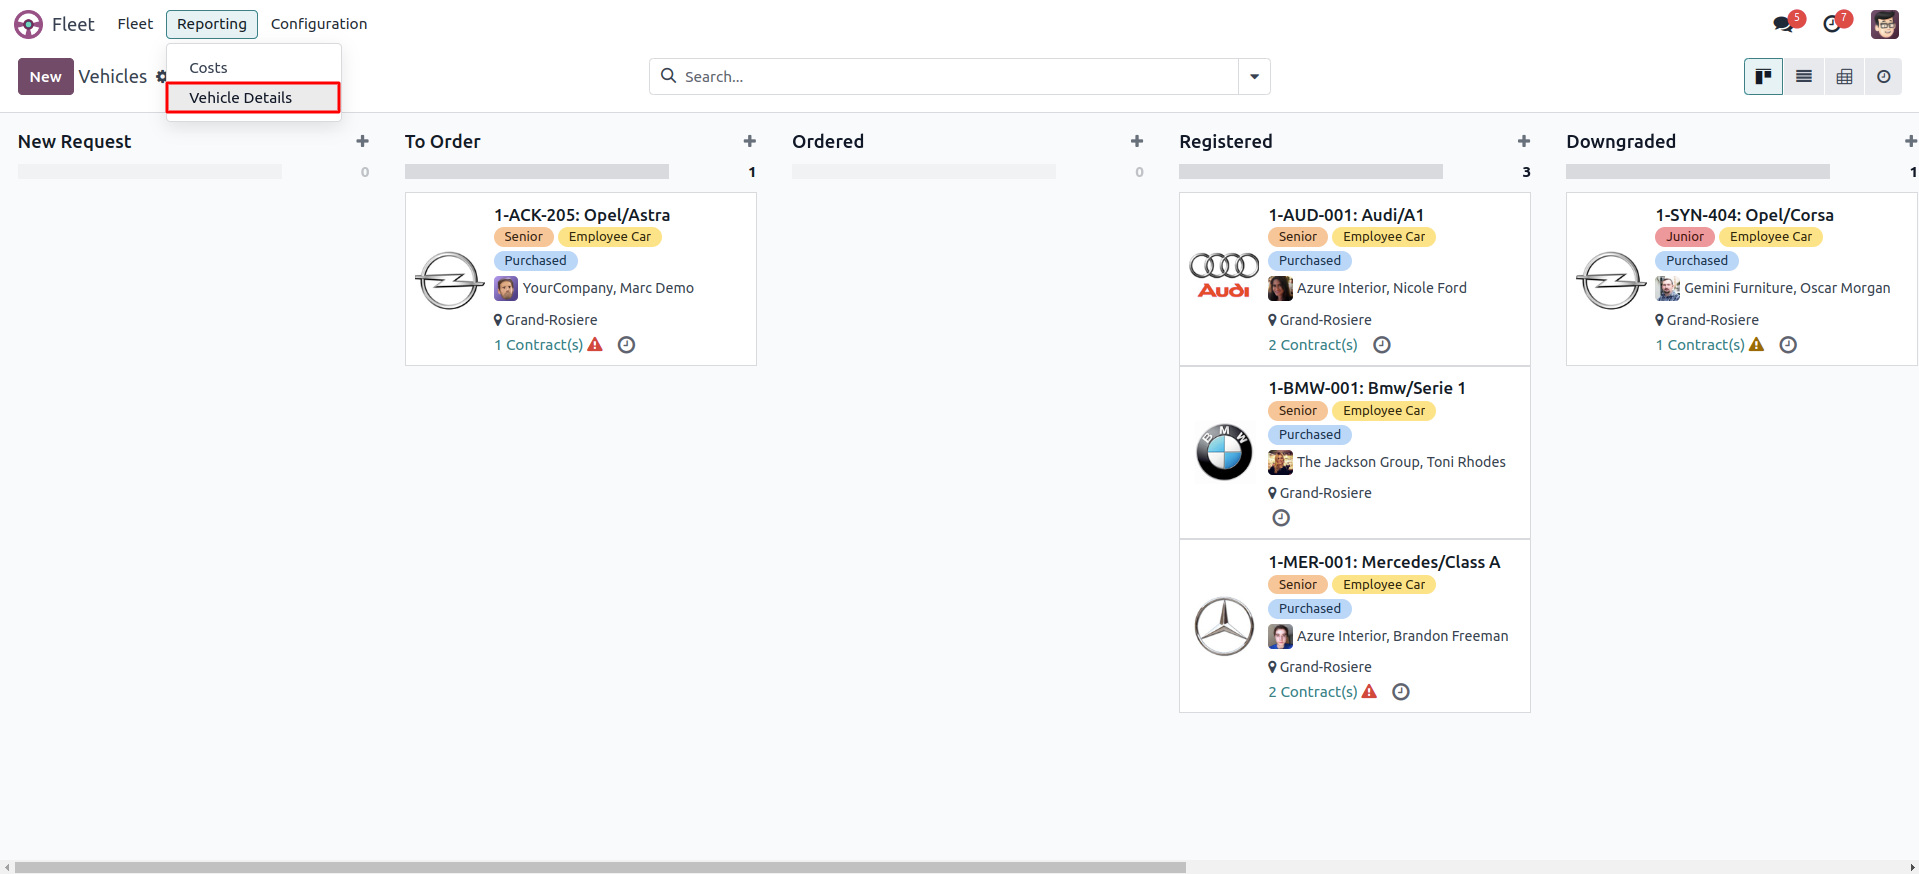 Fleet Fleet Reporting Configuration 5 7
Costs
Vehicle Details
New Vehicles Search...
New Request
0
To Order
1
1-ACK-205: Opel/Astra
Senior Employee Car
Purchased
YourCompany, Marc Demo
Grand-Rosiere
1 Contract(s)
Ordered
0
Registered
3
1-AUD-001: Audi/A1
Senior Employee Car
Purchased
Audi
Azure Interior, Nicole Ford
Grand-Rosiere
2 Contract(s)
1-BMW-001: Bmw/Serie 1
Senior Employee Car
Purchased
BMW
The Jackson Group, Toni Rhodes
Grand-Rosiere
1-MER-001: Mercedes/Class A
Senior Employee Car
Purchased
Azure Interior, Brandon Freeman
Grand-Rosiere
2 Contract(s)
Downgraded
1
1-SYN-404: Opel/Corsa
Junior Employee Car
Purchased
Gemini Furniture, Oscar Morgan
Grand-Rosiere
1 Contract(s)